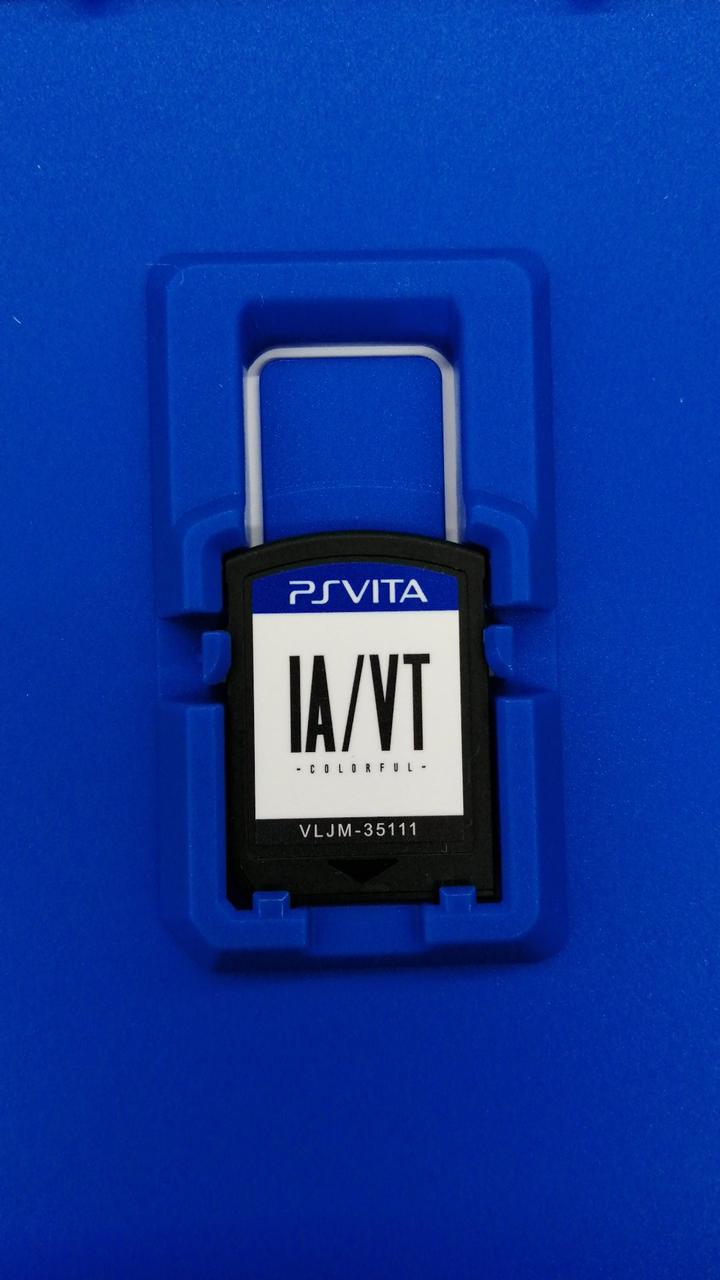 PSVITA
IA/VT
-COLORFUL-
VLJM-35111